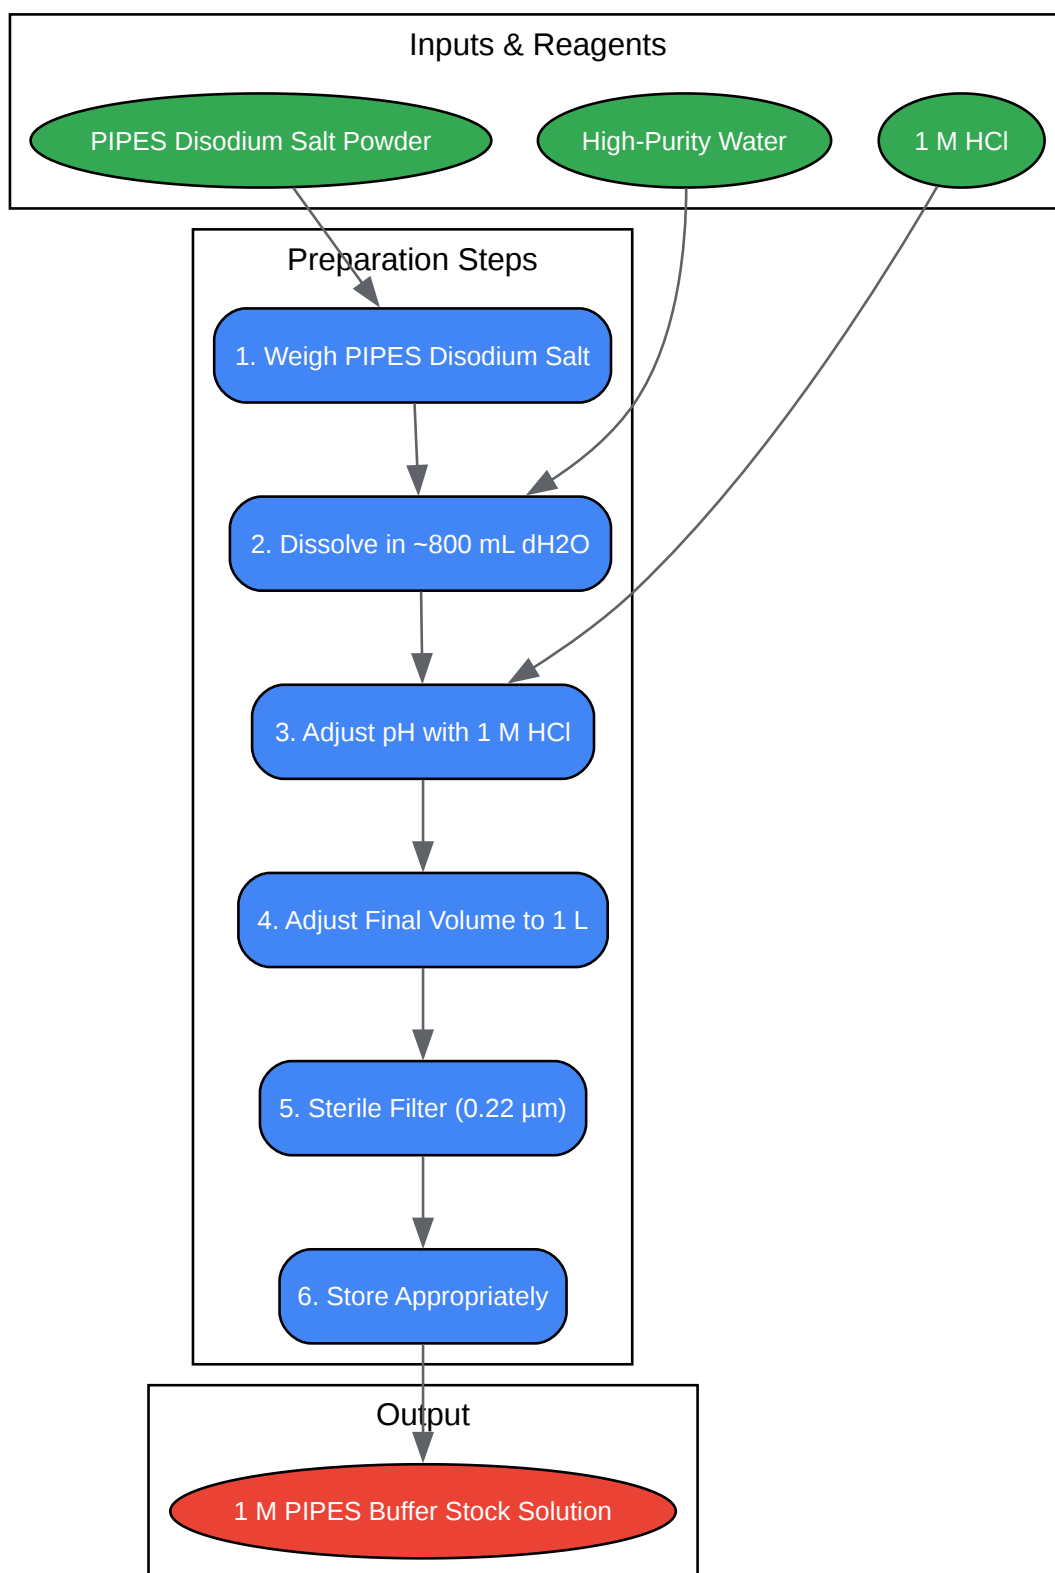 Inputs & Reagents
PIPES Disodium Salt Powder
High-Purity Water
1 M HCl
Preparation Steps
1. Weigh PIPES Disodium Salt
2. Dissolve in ~800 mL dH2O
3. Adjust pH with 1 M HCl
4. Adjust Final Volume to 1 L
5. Sterile Filter (0.22 µm)
6. Store Appropriately
Output
1 M PIPES Buffer Stock Solution